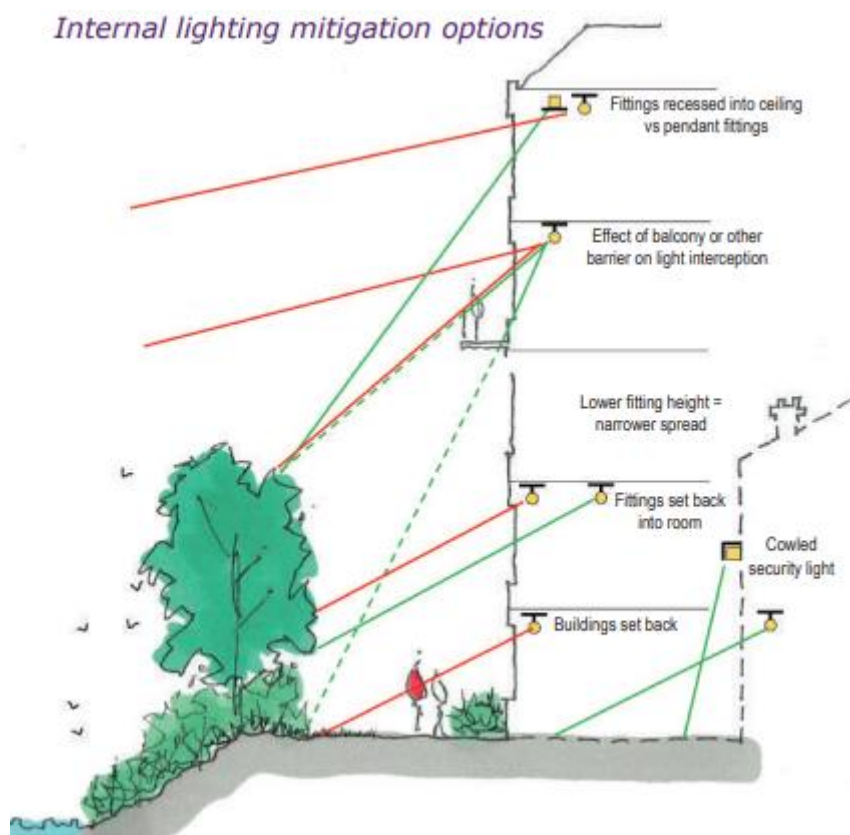 Internal lighting mitigation options
Fittings recessed into ceiling
vs pendant fittings
Effect of balcony or other
barrier on light interception
Lower fitting height =
narrower spread
Fittings set back
into room
Cowled
security light
Buildings set back